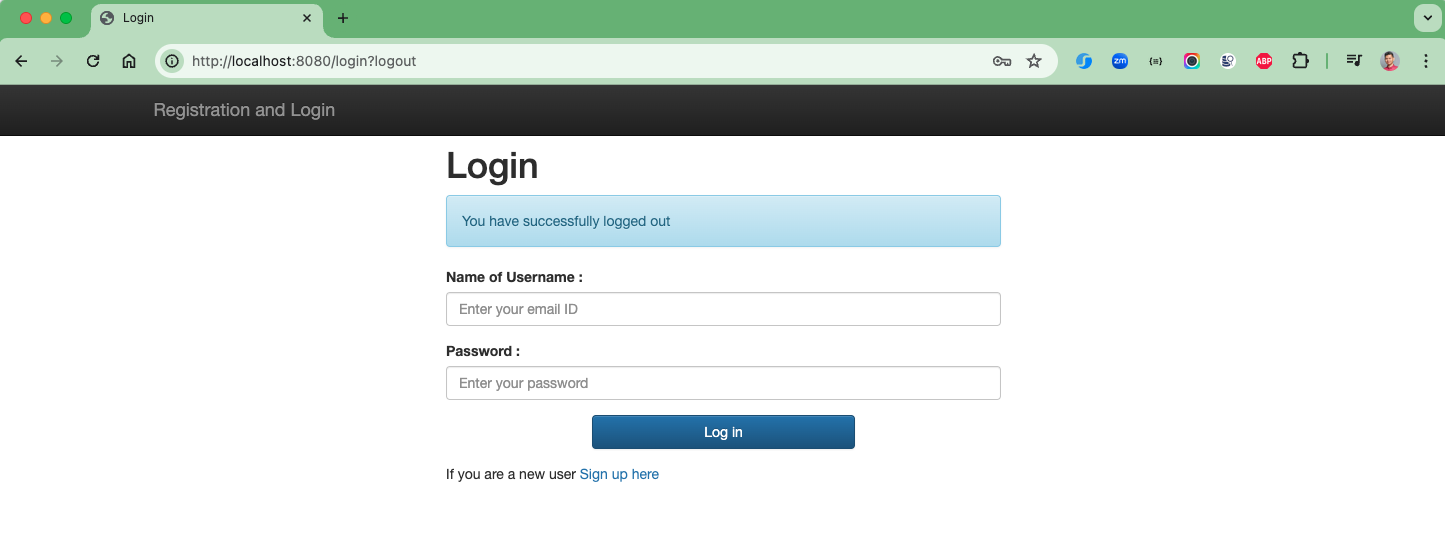 Login
http://localhost:8080/login?logout
zm
ABP
Registration and Login
Login
You have successfully logged out
Name of Username :
Enter your email ID
Password :
Enter your password
Log in
If you are a new user Sign up here